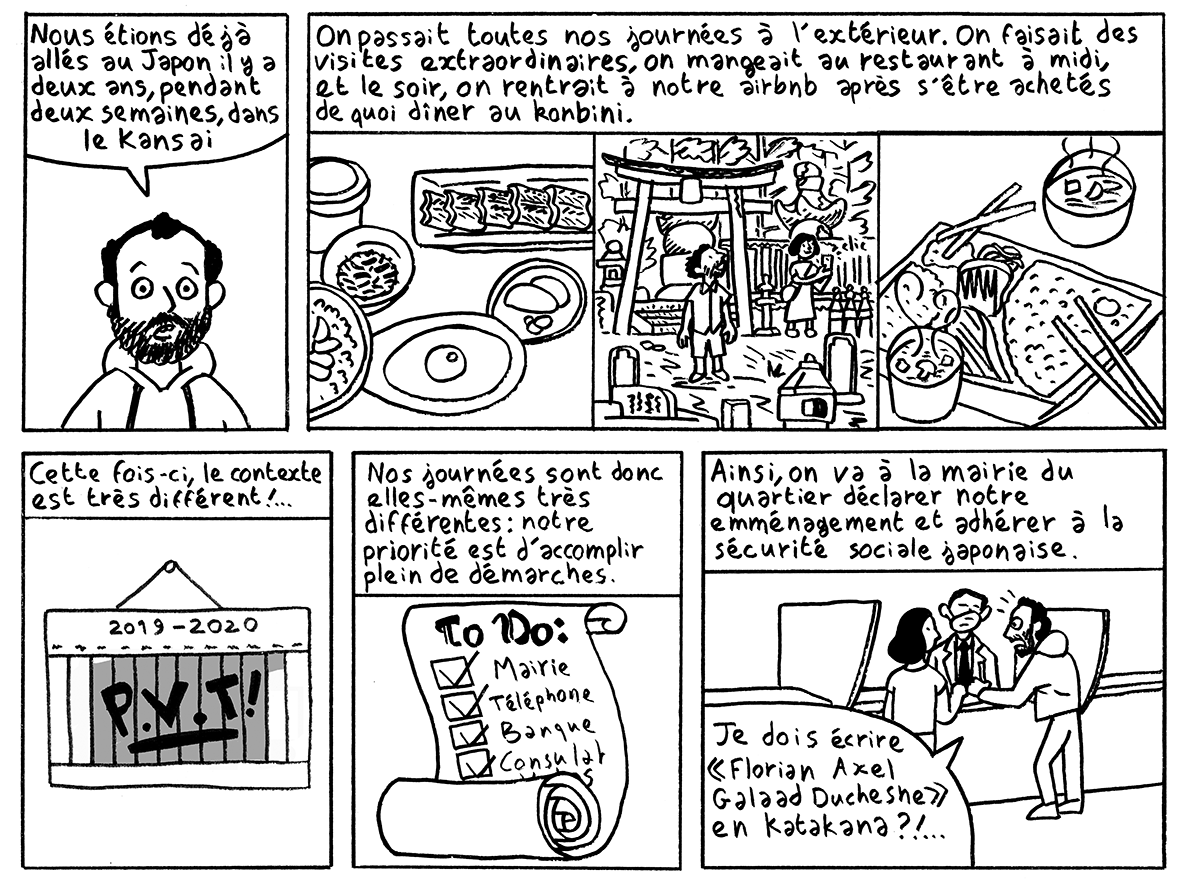 Nous étions déjà
allés au Japon il y a
deux ans, pendant
deux semaines, dans
le Kansai
On passait toutes nos journées à l'extérieur. On faisait des
visites extraordinaires, on mangeait au restaurant à midi,
et le soir, on rentrait à notre airbnb après s'être achetés
de quoi dîner au konbini.
clic
Cette fois-ci, le contexte
est très différent!...
2019-2020
P.V.T!
Nos journées sont donc
elles-mêmes très
différentes: notre
priorité est d'accomplir
plein de démarches.
To Do:
Mairie
Téléphone
Banque
Consulat
Ainsi, on va à la mairie du
quartier déclarer notre
emménagement et adhérer à la
sécurité sociale japonaise.
Je dois écrire
«Florian Axel
Galaad Duchesne»
en Katakana?!...